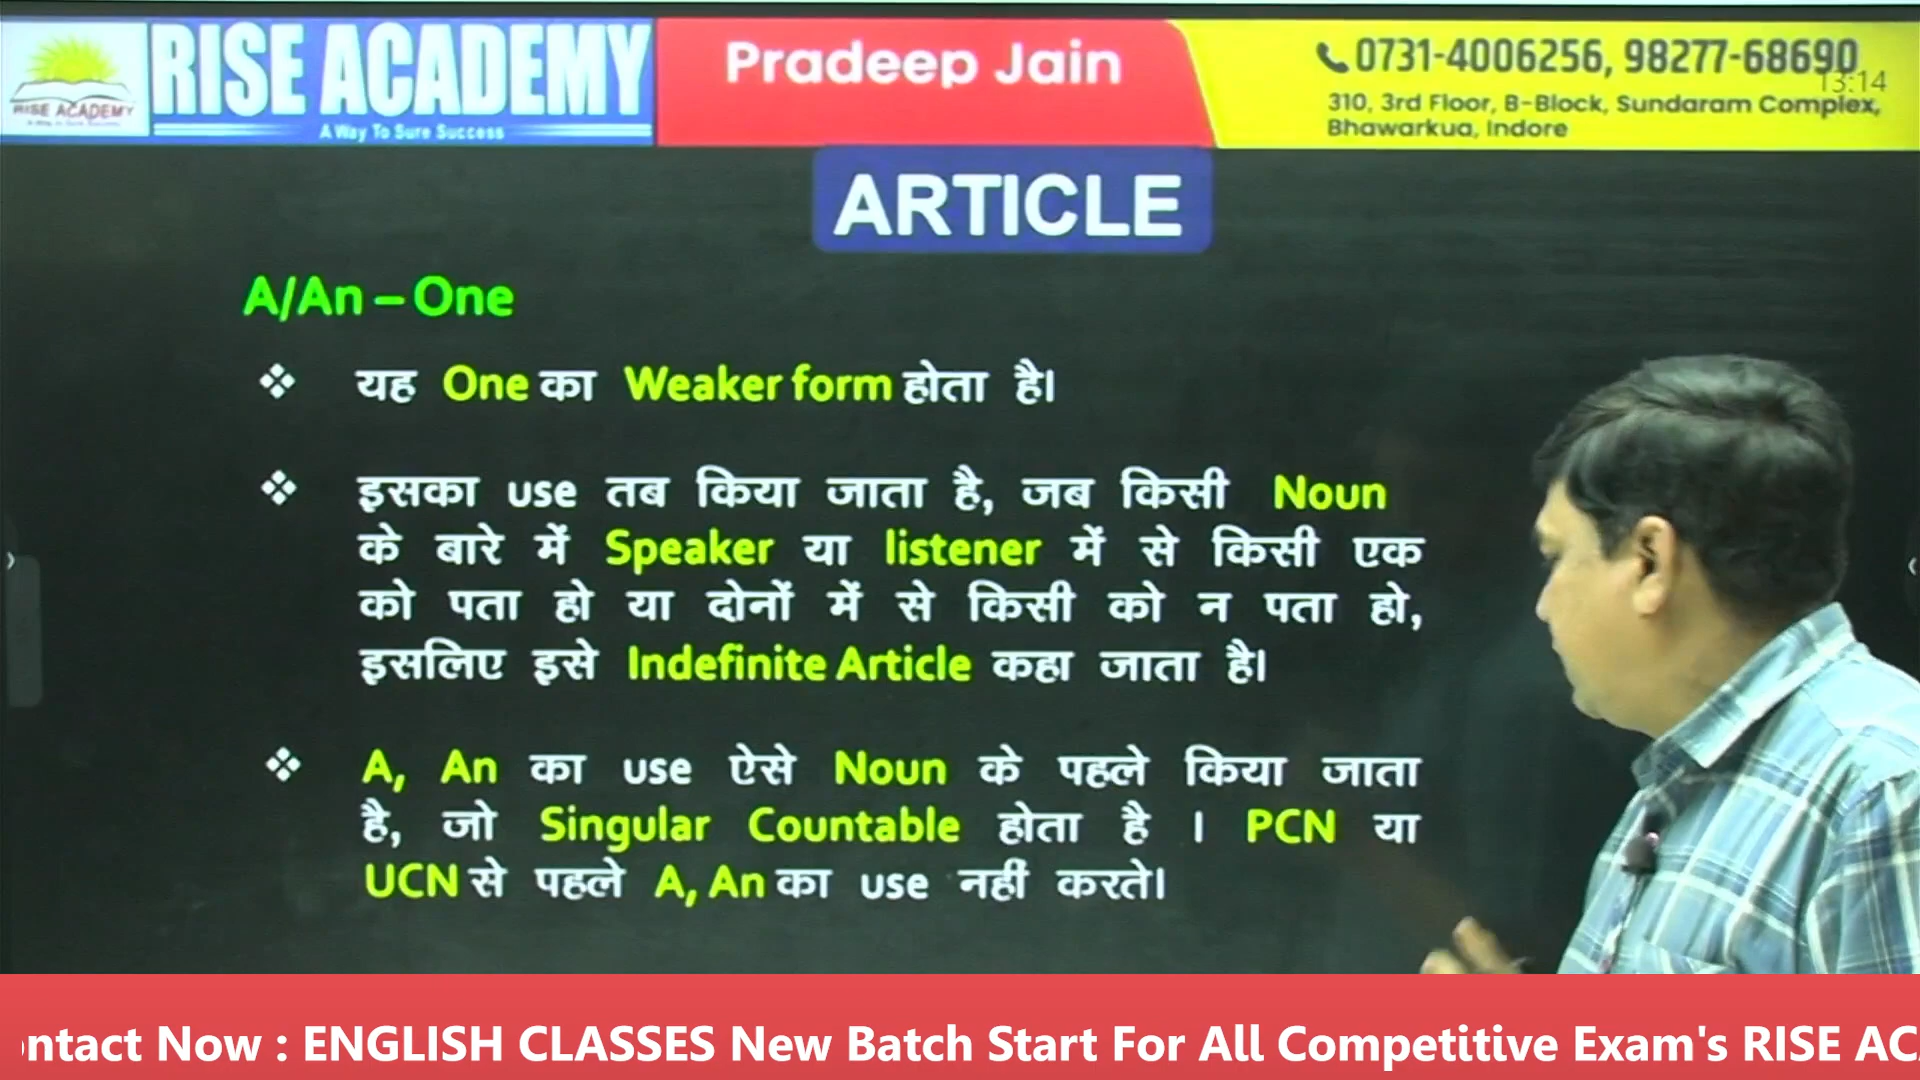 RISE ACADEMY
RISE ACADEMY
A Way To Sure Success
Pradeep Jain
0731-4006256, 98277-68690
13:14
310, 3rd Floor, B-Block, Sundaram Complex,
Bhawarkua, Indore
ARTICLE
A/An – One
❖ यह One का Weaker form होता है।
❖ इसका use तब किया जाता है, जब किसी Noun
के बारे में Speaker या listener में से किसी एक
को पता हो या दोनों में से किसी को न पता हो,
इसलिए इसे Indefinite Article कहा जाता है।
❖ A, An का use ऐसे Noun के पहले किया जाता
है, जो Singular Countable होता है । PCN या
UCN से पहले A, An का use नहीं करते।
ntact Now : ENGLISH CLASSES New Batch Start For All Competitive Exam's RISE AC